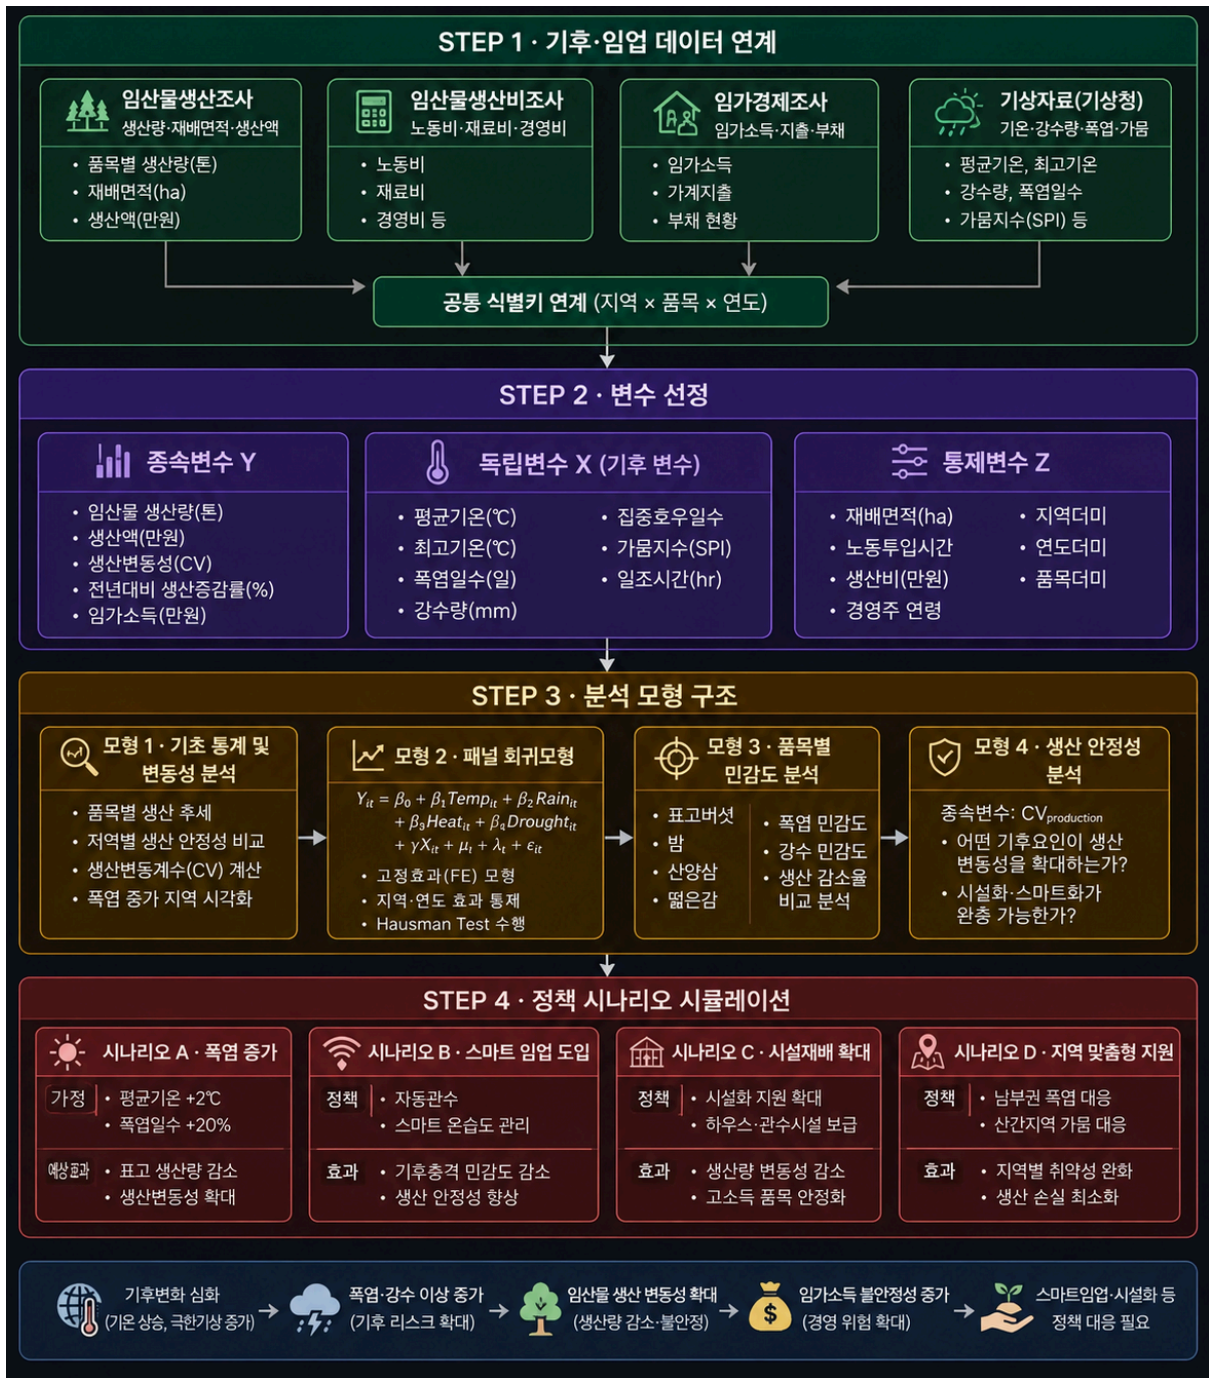 STEP 1 · 기후·임업 데이터 연계
임산물생산조사
생산량·재배면적·생산액
• 품목별 생산량(톤)
• 재배면적(ha)
• 생산액(만원)
임산물생산비조사
노동비·재료비·경영비
• 노동비
• 재료비
• 경영비 등
임가경제조사
임가소득·지출·부채
• 임가소득
• 가계지출
• 부채 현황
기상자료(기상청)
기온·강수량·폭염·가뭄
• 평균기온, 최고기온
• 강수량, 폭염일수
• 가뭄지수(SPI) 등
공통 식별키 연계 (지역 × 품목 × 연도)
STEP 2 · 변수 선정
종속변수 Y
• 임산물 생산량(톤)
• 생산액(만원)
• 생산변동성(CV)
• 전년대비 생산증감률(%)
• 임가소득(만원)
독립변수 X (기후 변수)
• 평균기온(℃)
• 최고기온(℃)
• 폭염일수(일)
• 강수량(mm)
• 집중호우일수
• 가뭄지수(SPI)
• 일조시간(hr)
통제변수 Z
• 재배면적(ha)
• 노동투입시간
• 생산비(만원)
• 경영주 연령
• 지역더미
• 연도더미
• 품목더미
STEP 3 · 분석 모형 구조
모형 1 · 기초 통계 및
변동성 분석
• 품목별 생산 후세
• 저역별 생산 안정성 비교
• 생산변동계수(CV) 계산
• 폭염 증가 지역 시각화
모형 2 · 패널 회귀모형
Y_it = β_0 + β_1Temp_it + β_2Rain_it
+ β_3Heat_it + β_qDrought_it
+ γX_it + μ_t + λ_t + ϵ_it
• 고정효과(FE) 모형
• 지역·연도 효과 통제
• Hausman Test 수행
모형 3 · 품목별
민감도 분석
• 표고버섯
• 밤
• 산양삼
• 떫은감
• 폭염 민감도
• 강수 민감도
• 생산 감소율
비교 분석
모형 4 · 생산 안정성
분석
종속변수: CV_production
• 어떤 기후요인이 생산
변동성을 확대하는가?
• 시설화·스마트화가
완충 가능한가?
STEP 4 · 정책 시나리오 시뮬레이션
시나리오 A · 폭염 증가
가정
• 평균기온 +2℃
• 폭염일수 +20%
예상효과
• 표고 생산량 감소
• 생산변동성 확대
시나리오 B · 스마트 임업 도입
정책
• 자동관수
• 스마트 온습도 관리
효과
• 기후충격 민감도 감소
• 생산 안정성 향상
시나리오 C · 시설재배 확대
정책
• 시설화 지원 확대
• 하우스·관수시설 보급
효과
• 생산량 변동성 감소
• 고소득 품목 안정화
시나리오 D · 지역 맞춤형 지원
정책
• 남부권 폭염 대응
• 산간지역 가뭄 대응
효과
• 지역별 취약성 완화
• 생산 손실 최소화
기후변화 심화
(기온 상승, 극한기상 증가)
폭염·강수 이상 증가
(기후 리스크 확대)
임산물 생산 변동성 확대
(생산량 감소·불안정)
임가소득 불안정성 증가
(경영 위험 확대)
스마트임업·시설화 등
정책 대응 필요